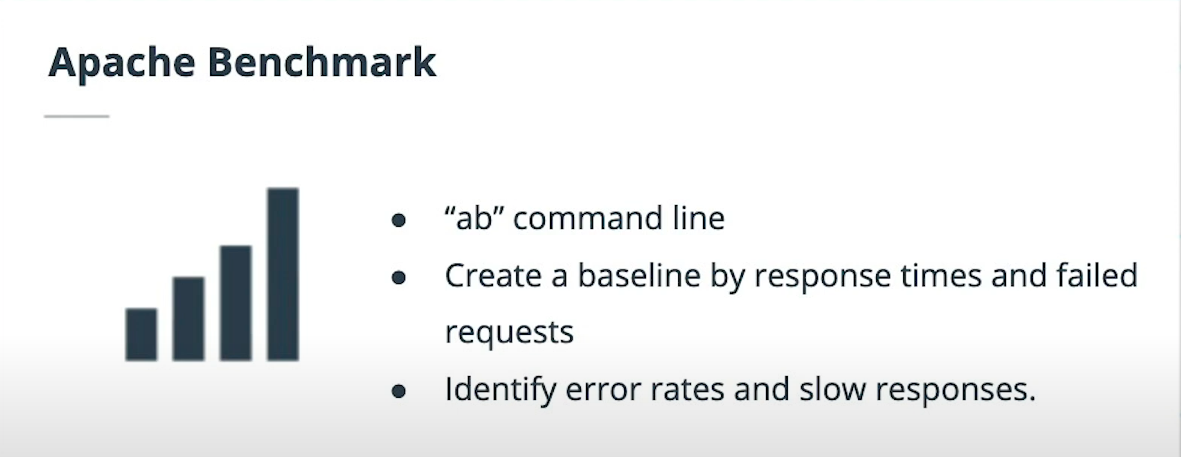 Apache Benchmark
● “ab” command line
● Create a baseline by response times and failed
requests
● Identify error rates and slow responses.